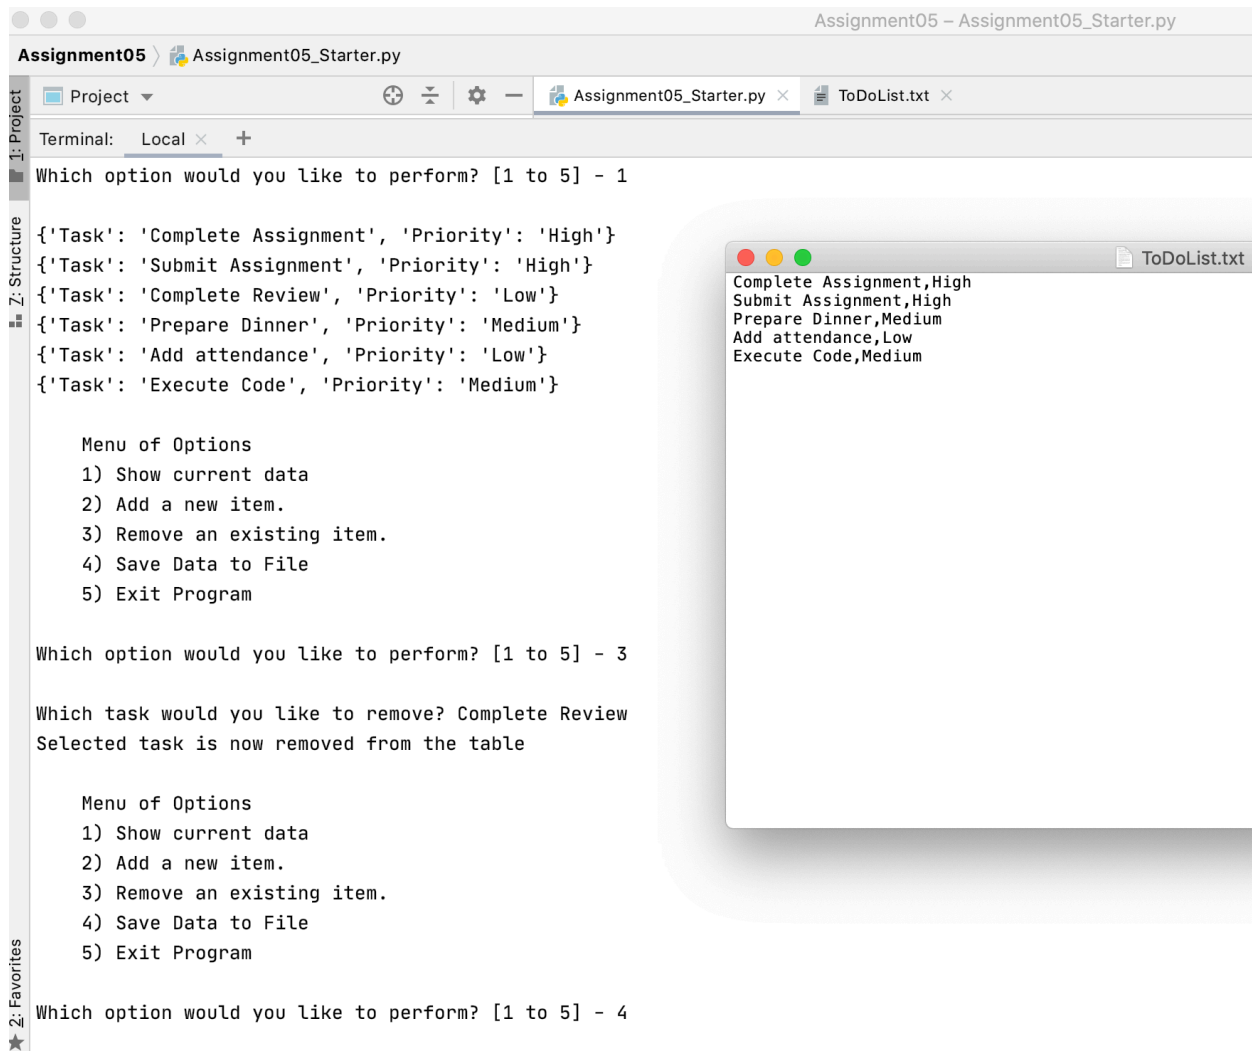 Assignment05 – Assignment05_Starter.py
Assignment05 Assignment05_Starter.py
1: Project
Project
Assignment05_Starter.py
ToDoList.txt
Terminal: Local +
Which option would you like to perform? [1 to 5] - 1
{'Task': 'Complete Assignment', 'Priority': 'High'}
{'Task': 'Submit Assignment', 'Priority': 'High'}
{'Task': 'Complete Review', 'Priority': 'Low'}
{'Task': 'Prepare Dinner', 'Priority': 'Medium'}
{'Task': 'Add attendance', 'Priority': 'Low'}
{'Task': 'Execute Code', 'Priority': 'Medium'}
Menu of Options
1) Show current data
2) Add a new item.
3) Remove an existing item.
4) Save Data to File
5) Exit Program
Which option would you like to perform? [1 to 5] - 3
Which task would you like to remove? Complete Review
Selected task is now removed from the table
Menu of Options
1) Show current data
2) Add a new item.
3) Remove an existing item.
4) Save Data to File
5) Exit Program
Which option would you like to perform? [1 to 5] - 4
7: Structure
2: Favorites
ToDoList.txt
Complete Assignment,High
Submit Assignment,High
Prepare Dinner,Medium
Add attendance,Low
Execute Code,Medium